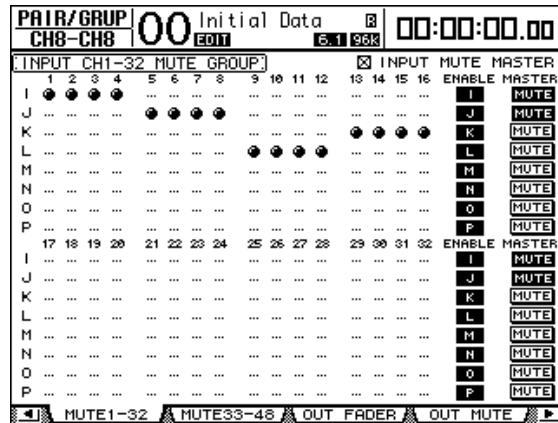 PAIR/GRUP
CH8-CH8
00 Initial Data
EDIT
6.1 96k
00:00:00.00
INPUT CH1-32 MUTE GROUP
INPUT MUTE MASTER
1 2 3 4 5 6 7 8 9 10 11 12 13 14 15 16 ENABLE MASTER
I I MUTE
J J MUTE
K K MUTE
L L MUTE
M M MUTE
N N MUTE
O O MUTE
P P MUTE
17 18 19 20 21 22 23 24 25 26 27 28 29 30 31 32 ENABLE MASTER
I I MUTE
J J MUTE
K K MUTE
L L MUTE
M M MUTE
N N MUTE
O O MUTE
P P MUTE
MUTE1-32 MUTE33-48 OUT FADER OUT MUTE